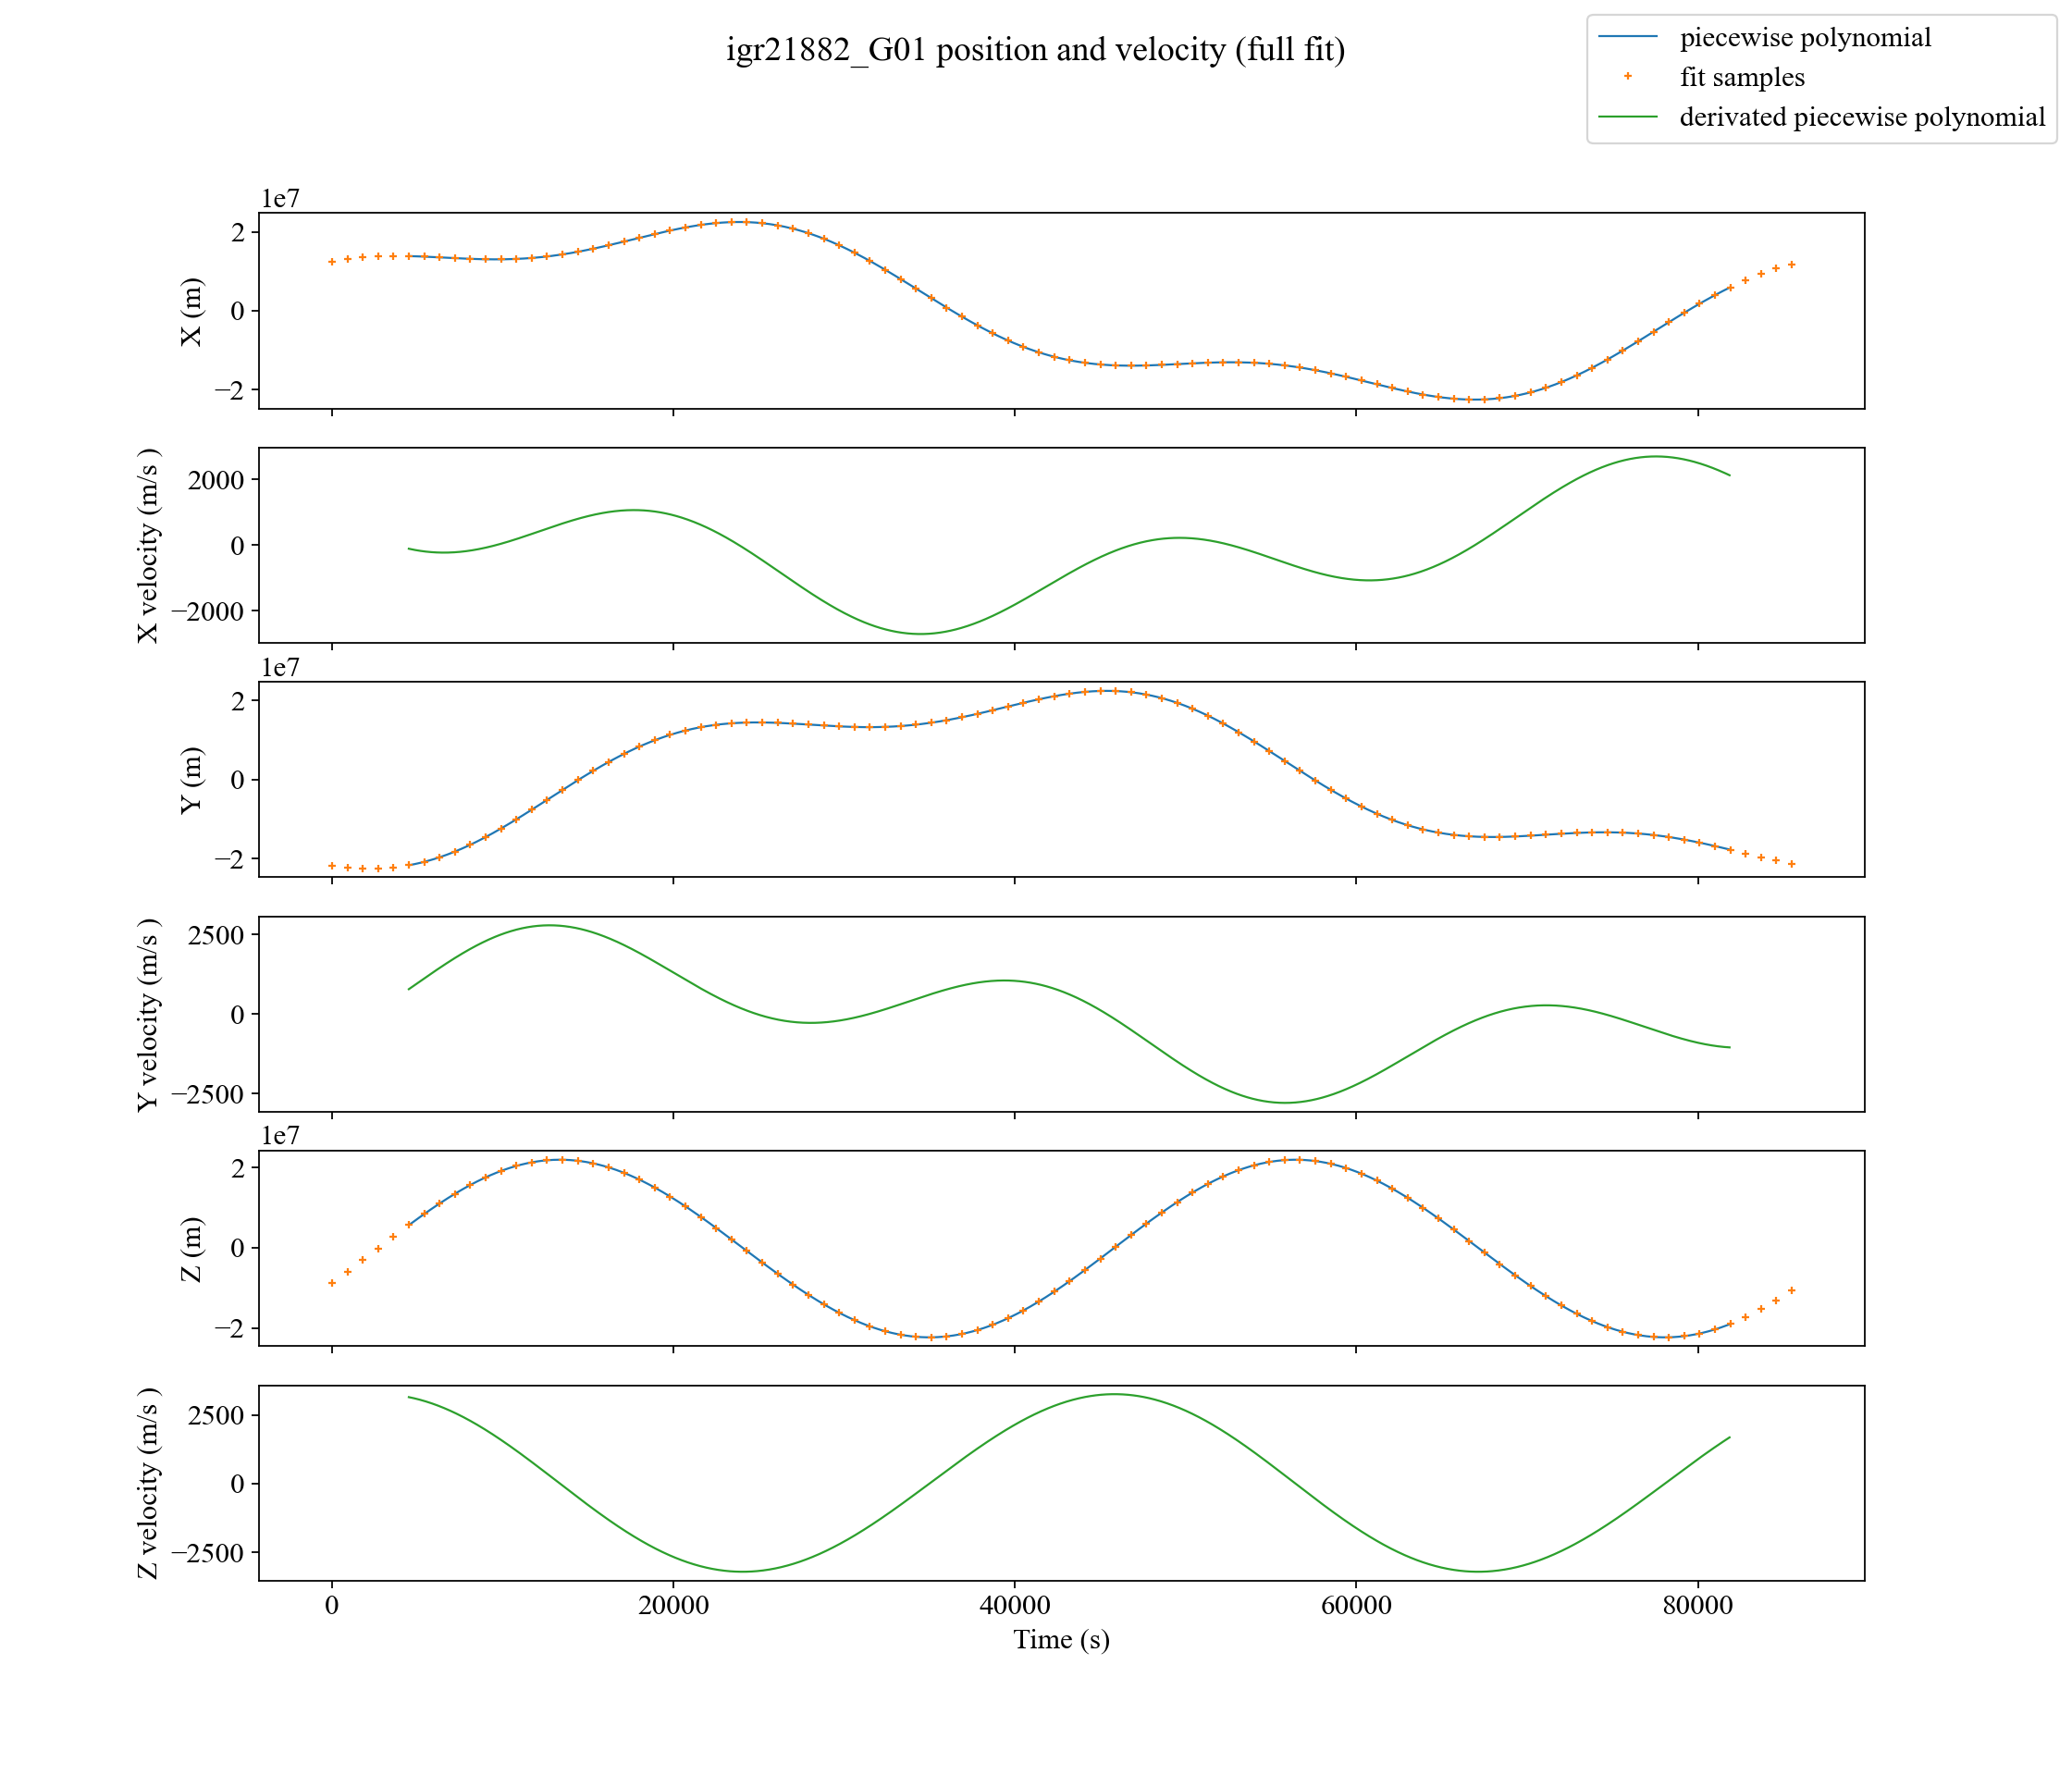 igr21882_G01 position and velocity (full fit)
piecewise polynomial
fit samples
derivated piecewise polynomial
1e7
X (m)
2
0
−2
X velocity (m/s )
2000
0
−2000
1e7
Y (m)
2
0
−2
Y velocity (m/s )
2500
0
−2500
1e7
Z (m)
2
0
−2
Z velocity (m/s )
2500
0
−2500
0 20000 40000 60000 80000
Time (s)